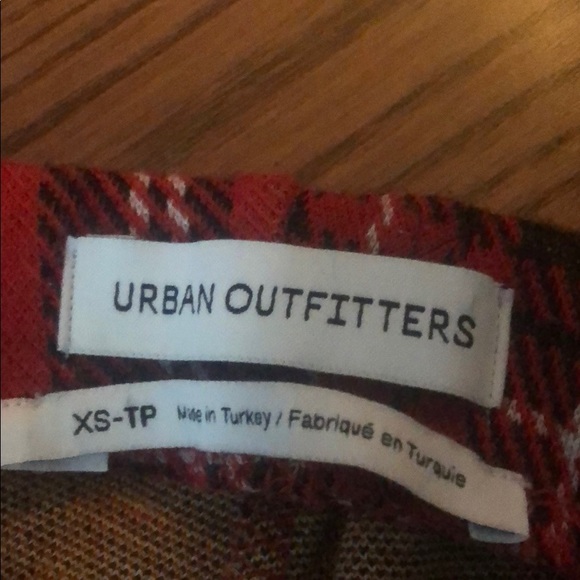 URBAN OUTFITTERS
XS-TP Made in Turkey / Fabriqué en Turquie